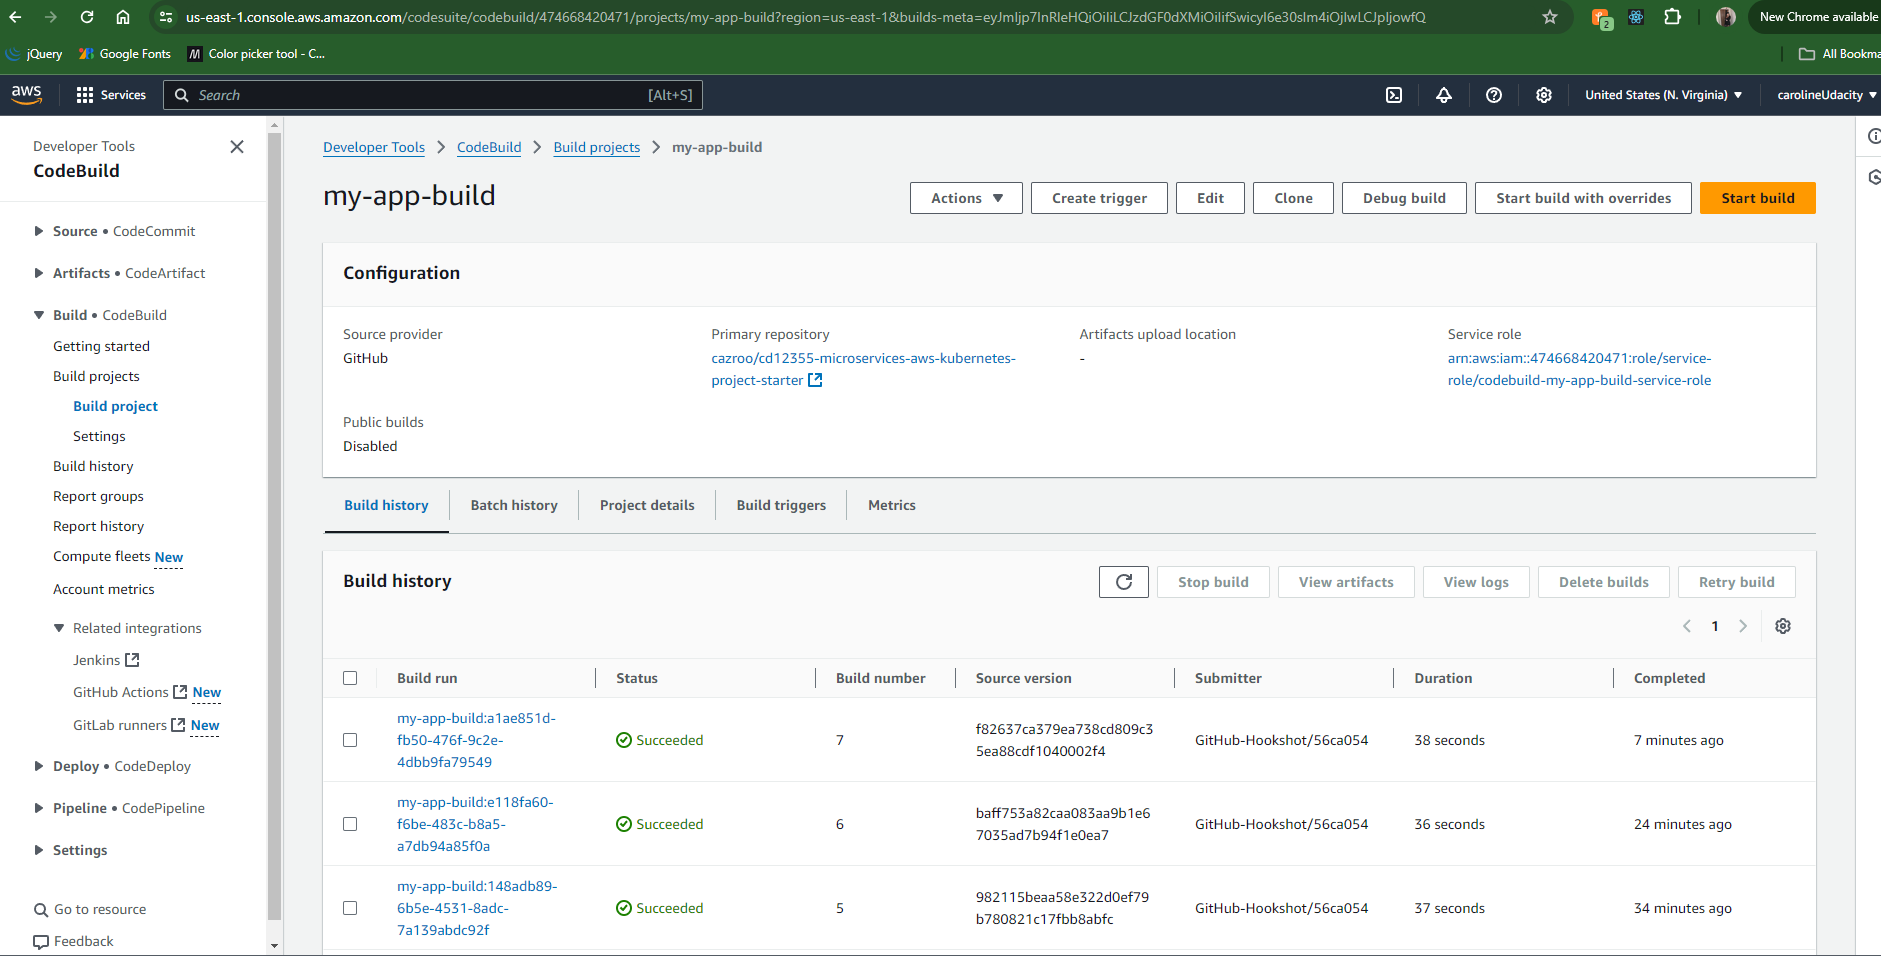 us-east-1.console.aws.amazon.com/codesuite/codebuild/474668420471/projects/my-app-build?region=us-east-1&builds-meta=eyJmIjp7InRleHQiOiIiLCJzdGF0dXMiOiIifSwicyI6e30sIm4iOjIwLCJpIjowfQ
2
New Chrome available
jQuery
Google Fonts
Color picker tool - C...
All Bookma
aws
Services
Search
[Alt+S]
United States (N. Virginia)
carolineUdacity
Developer Tools
CodeBuild
Source • CodeCommit
Artifacts • CodeArtifact
Build • CodeBuild
Getting started
Build projects
Build project
Settings
Build history
Report groups
Report history
Compute fleets New
Account metrics
Related integrations
Jenkins
GitHub Actions New
GitLab runners New
Deploy • CodeDeploy
Pipeline • CodePipeline
Settings
Go to resource
Feedback
Developer Tools
CodeBuild
Build projects
my-app-build
my-app-build
Actions
Create trigger
Edit
Clone
Debug build
Start build with overrides
Start build
Configuration
Source provider
GitHub
Primary repository
cazroo/cd12355-microservices-aws-kubernetes-
project-starter
Artifacts upload location
-
Service role
arn:aws:iam::474668420471:role/service-
role/codebuild-my-app-build-service-role
Public builds
Disabled
Build history
Batch history
Project details
Build triggers
Metrics
Build history
Stop build
View artifacts
View logs
Delete builds
Retry build
1
Build run
Status
Build number
Source version
Submitter
Duration
Completed
my-app-build:a1ae851d-
fb50-476f-9c2e-
4dbb9fa79549
Succeeded
7
f82637ca379ea738cd809c3
5ea88cdf1040002f4
GitHub-Hookshot/56ca054
38 seconds
7 minutes ago
my-app-build:e118fa60-
f6be-483c-b8a5-
a7db94a85f0a
Succeeded
6
baff753a82caa083aa9b1e6
7035ad7b94f1e0ea7
GitHub-Hookshot/56ca054
36 seconds
24 minutes ago
my-app-build:148adb89-
6b5e-4531-8adc-
7a139abdc92f
Succeeded
5
982115beaa58e322d0ef79
b780821c17fbb8abfc
GitHub-Hookshot/56ca054
37 seconds
34 minutes ago